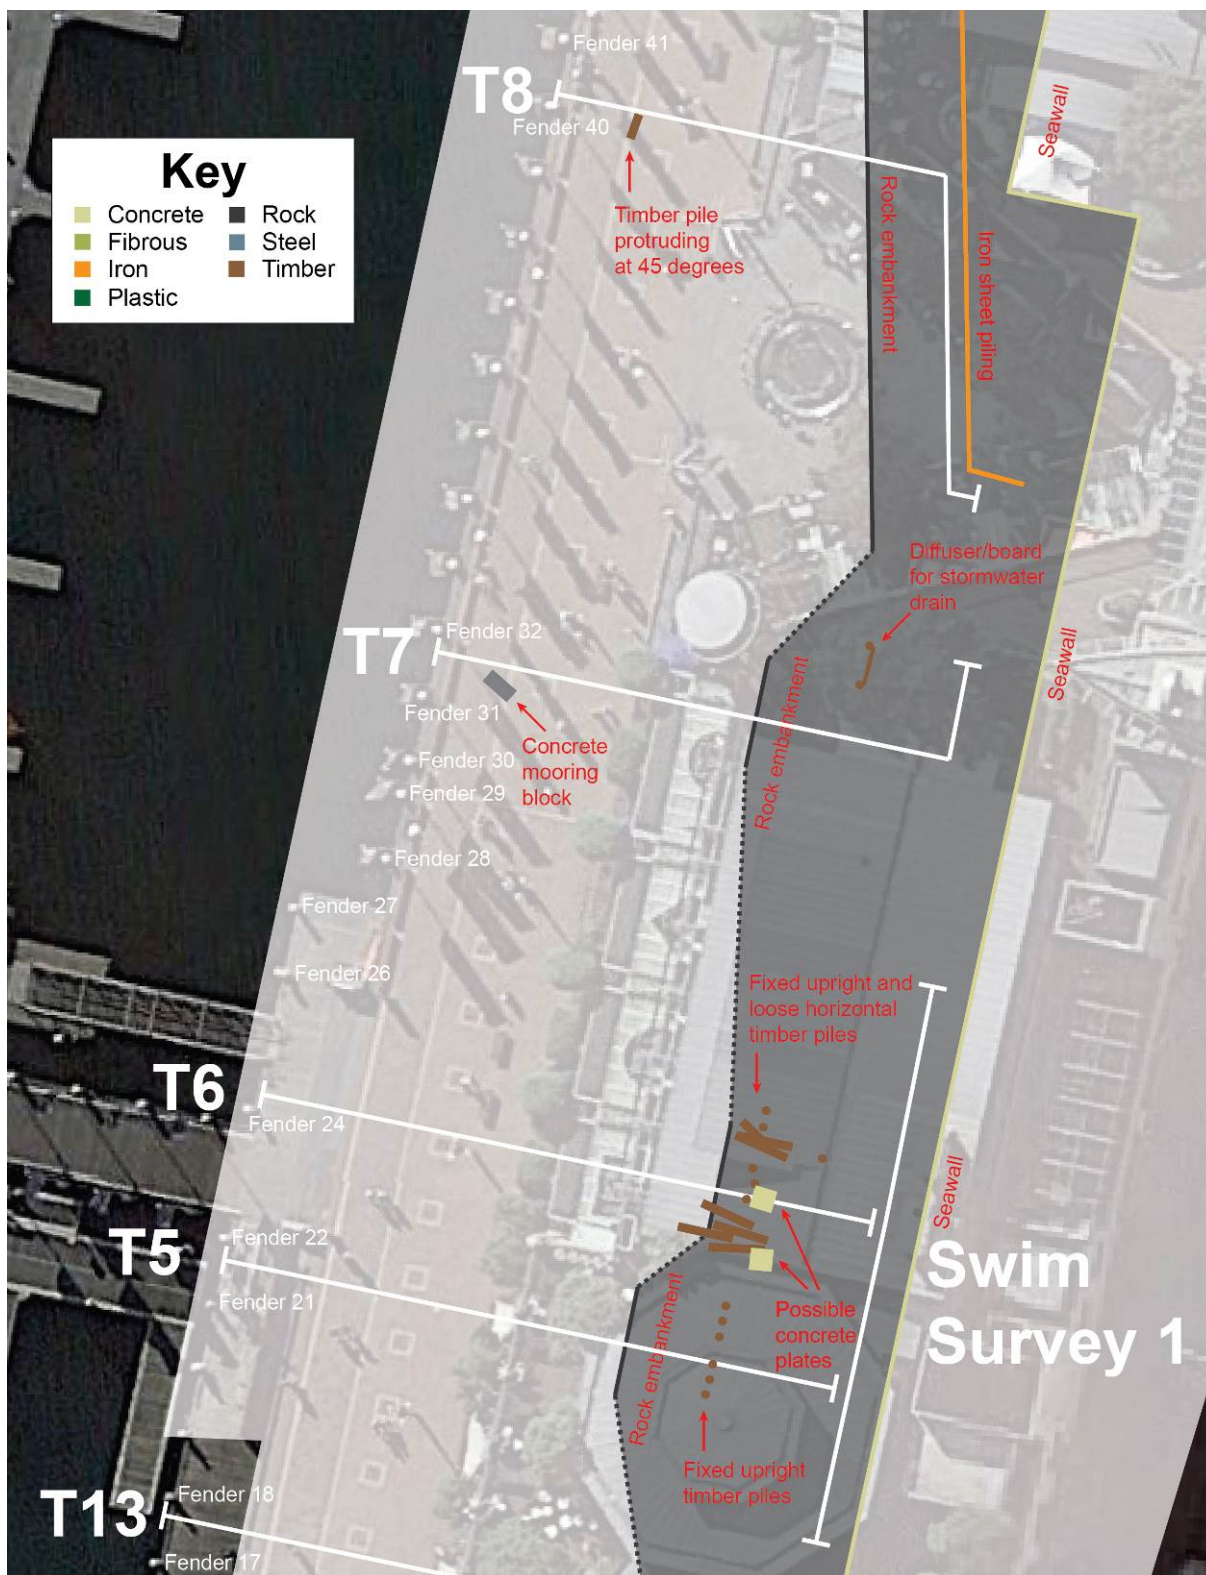 Fender 41
T8
Fender 40
Seawall
Key
Concrete
Fibrous
Iron
Plastic
Rock
Steel
Timber
Timber pile
protruding
at 45 degrees
Rock embankment
Iron sheet piling
Diffuser/board
for stormwater
drain
Fender 32
T7
Seawall
Fender 31
Rock embankment
Concrete
mooring
block
Fender 30
Fender 29
Fender 28
Fender 27
Fender 26
Fixed upright and
loose horizontal
timber piles
T6
Fender 24
Seawall
Fender 22
T5
Swim
Survey 1
Fender 21
Possible
concrete
plates
Rock embankment
Fixed upright
timber piles
Fender 18
T13
Fender 17